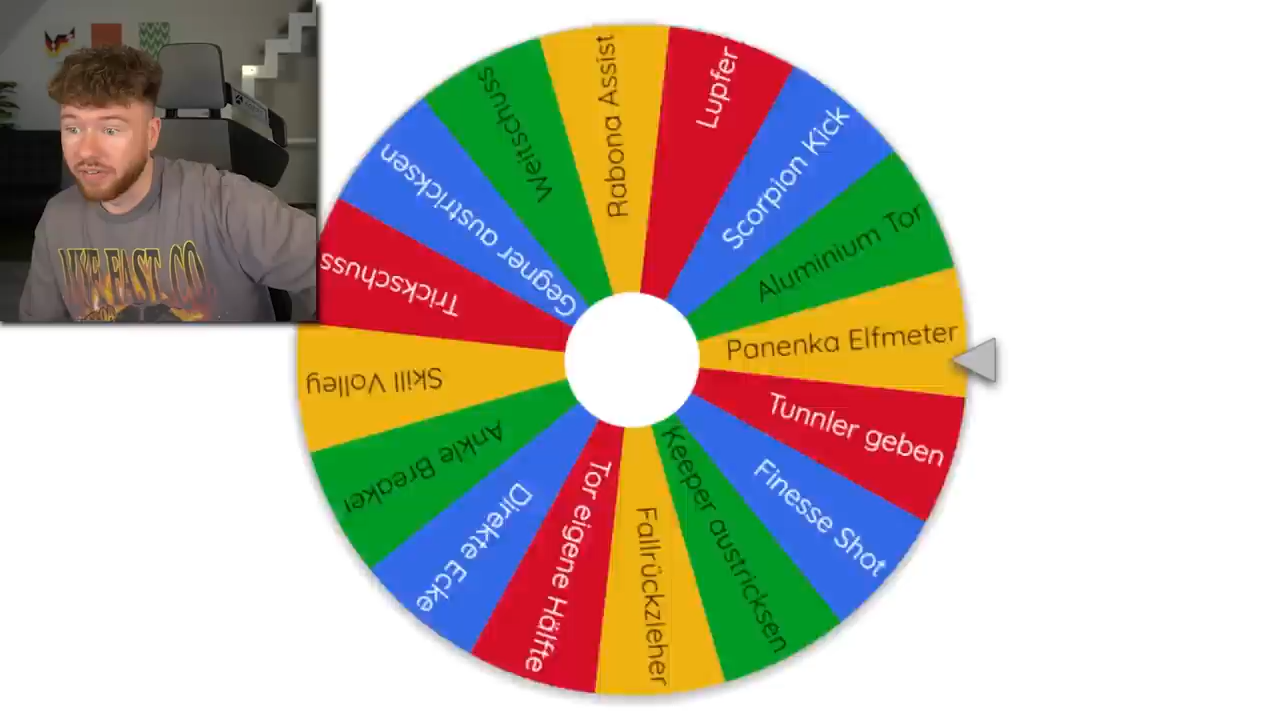 Rabona Assist
Lupfer
Scorpion Kick
Aluminium Tor
Panenka Elfmeter
Tunnler geben
Finesse Shot
Keeper austricksen
Fallrückzieher
Tor eigene Hälfte
Direkte Ecke
Ankle Breaker
Skill Volley
Trickschuss
Gegner austricksen
Weitschuss